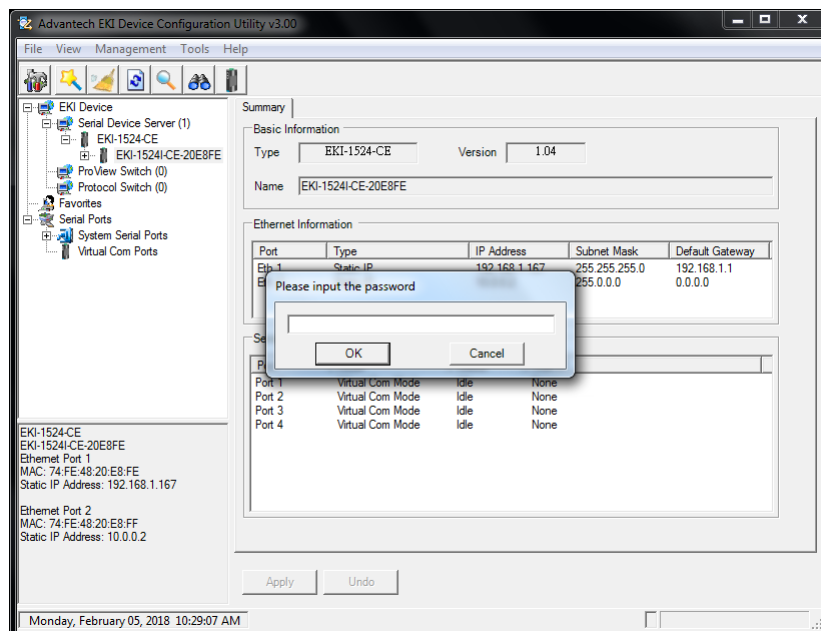 Advantech EKI Device Configuration Utility v3.00
File View Management Tools Help
EKI Device
Serial Device Server (1)
EKI-1524-CE
EKI-1524I-CE-20E8FE
ProView Switch (0)
Protocol Switch (0)
Favorites
Serial Ports
System Serial Ports
Virtual Com Ports
EKI-1524-CE
EKI-1524I-CE-20E8FE
Ethernet Port 1
MAC: 74:FE:48:20:E8:FE
Static IP Address: 192.168.1.167
Ethernet Port 2
MAC: 74:FE:48:20:E8:FF
Static IP Address: 10.0.0.2
Summary
Basic Information
Type EKI-1524-CE Version 1.04
Name EKI-1524I-CE-20E8FE
Ethernet Information
Port Type IP Address Subnet Mask Default Gateway
Eth 1 Static IP 192.168.1.167 255.255.255.0 192.168.1.1
255.0.0.0 0.0.0.0
Please input the password
OK Cancel
Port 1 Virtual Com Mode Idle None
Port 2 Virtual Com Mode Idle None
Port 3 Virtual Com Mode Idle None
Port 4 Virtual Com Mode Idle None
Apply Undo
Monday, February 05, 2018 10:29:07 AM